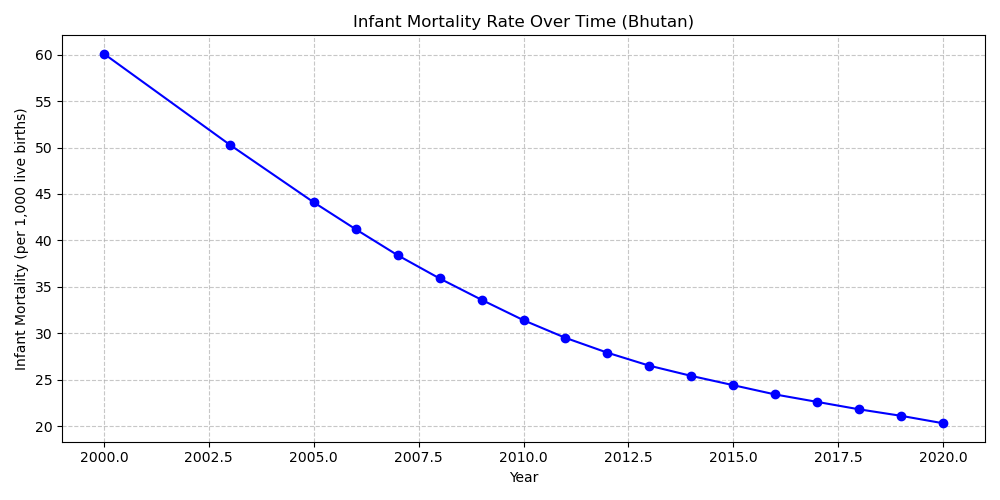 Infant Mortality Rate Over Time (Bhutan)
Infant Mortality (per 1,000 live births)
60
55
50
45
40
35
30
25
20
2000.0 2002.5 2005.0 2007.5 2010.0 2012.5 2015.0 2017.5 2020.0
Year